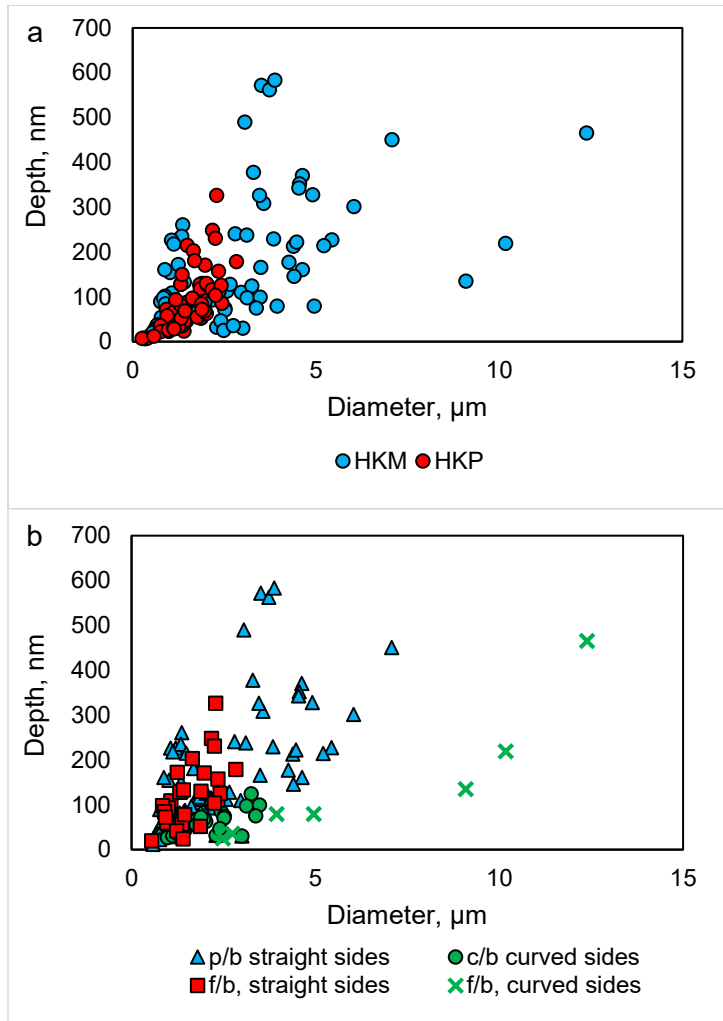 a
700
600
500
400
300
200
100
0
Depth, nm
0 5 10 15
Diameter, µm
HKM HKP
b
700
600
500
400
300
200
100
0
Depth, nm
0 5 10 15
Diameter, µm
p/b straight sides c/b curved sides
f/b, straight sides f/b, curved sides